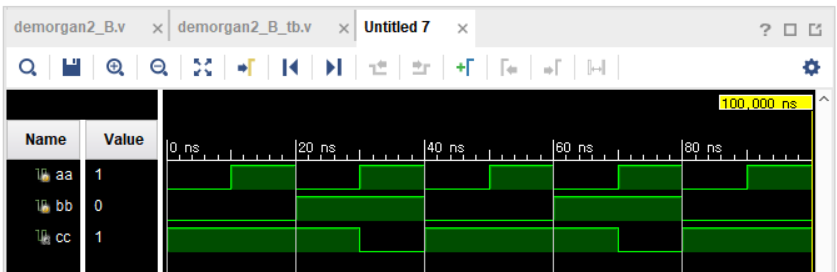 demorgan2_B.v × demorgan2_B_tb.v × Untitled 7 ×
100,000 ns
Name Value
0 ns 20 ns 40 ns 60 ns 80 ns
aa 1
bb 0
cc 1